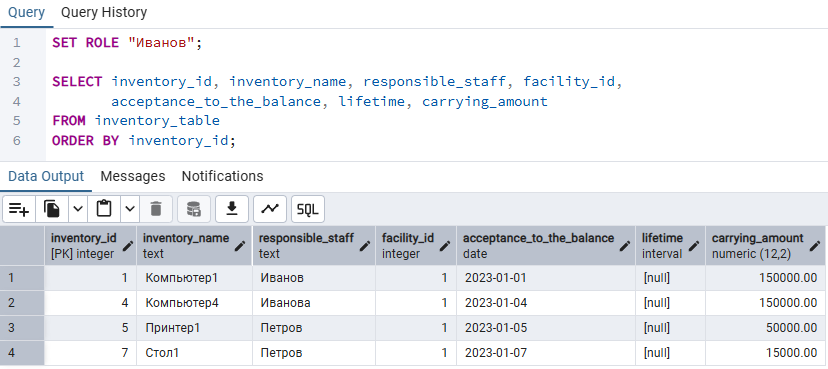 Query Query History
1 SET ROLE "Иванов";
2
3 SELECT inventory_id, inventory_name, responsible_staff, facility_id,
4 acceptance_to_the_balance, lifetime, carrying_amount
5 FROM inventory_table
6 ORDER BY inventory_id;
Data Output Messages Notifications
SQL
inventory_id inventory_name responsible_staff facility_id acceptance_to_the_balance lifetime carrying_amount
[PK] integer text text integer date interval numeric (12,2)
1 1 Компьютер1 Иванов 1 2023-01-01 [null] 150000.00
2 4 Компьютер4 Иванова 1 2023-01-04 [null] 150000.00
3 5 Принтер1 Петров 1 2023-01-05 [null] 50000.00
4 7 Стол1 Петров 1 2023-01-07 [null] 15000.00